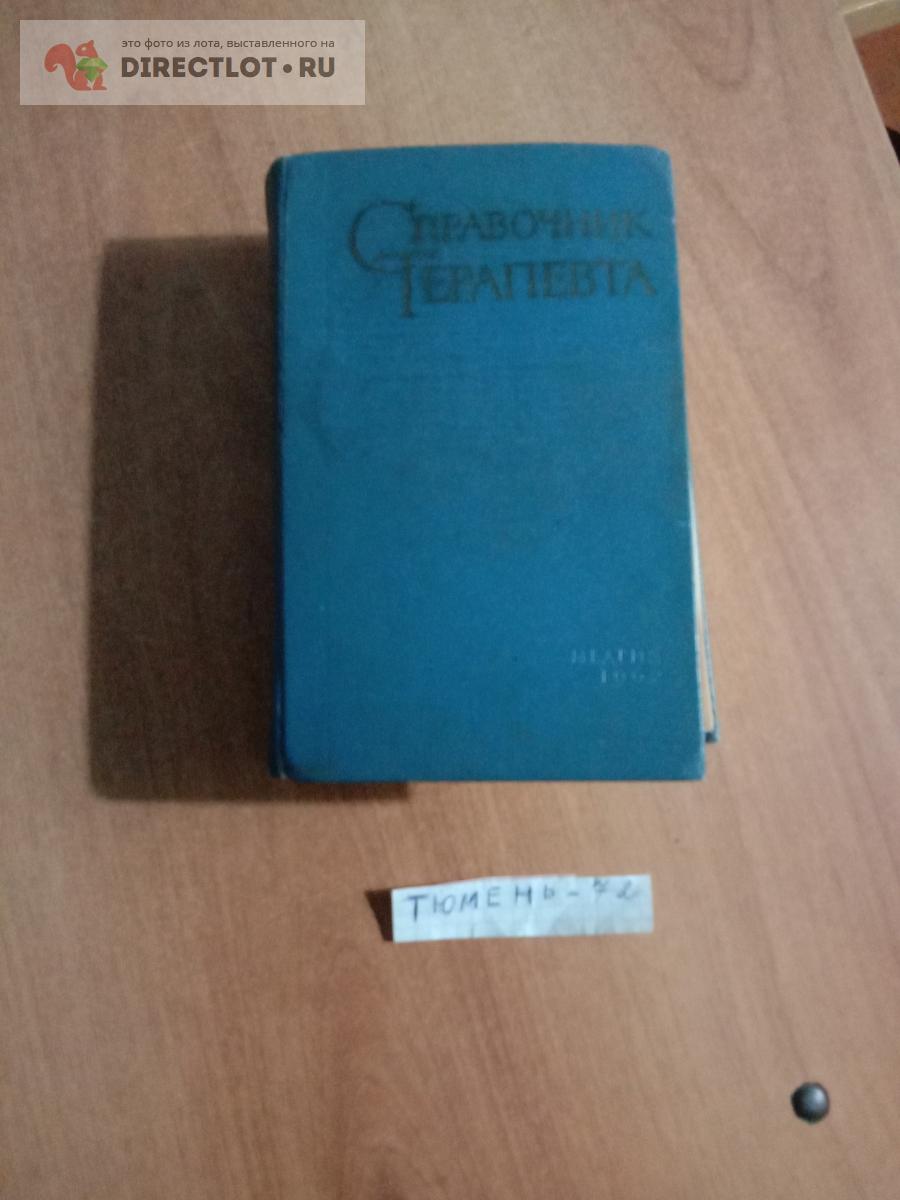 это фото из лота, выставленного на
DIRECTLOT•RU
СПРАВОЧНИК
ТЕРАПЕВТА
МЕДГИЗ
ТЮМЕНЬ-72